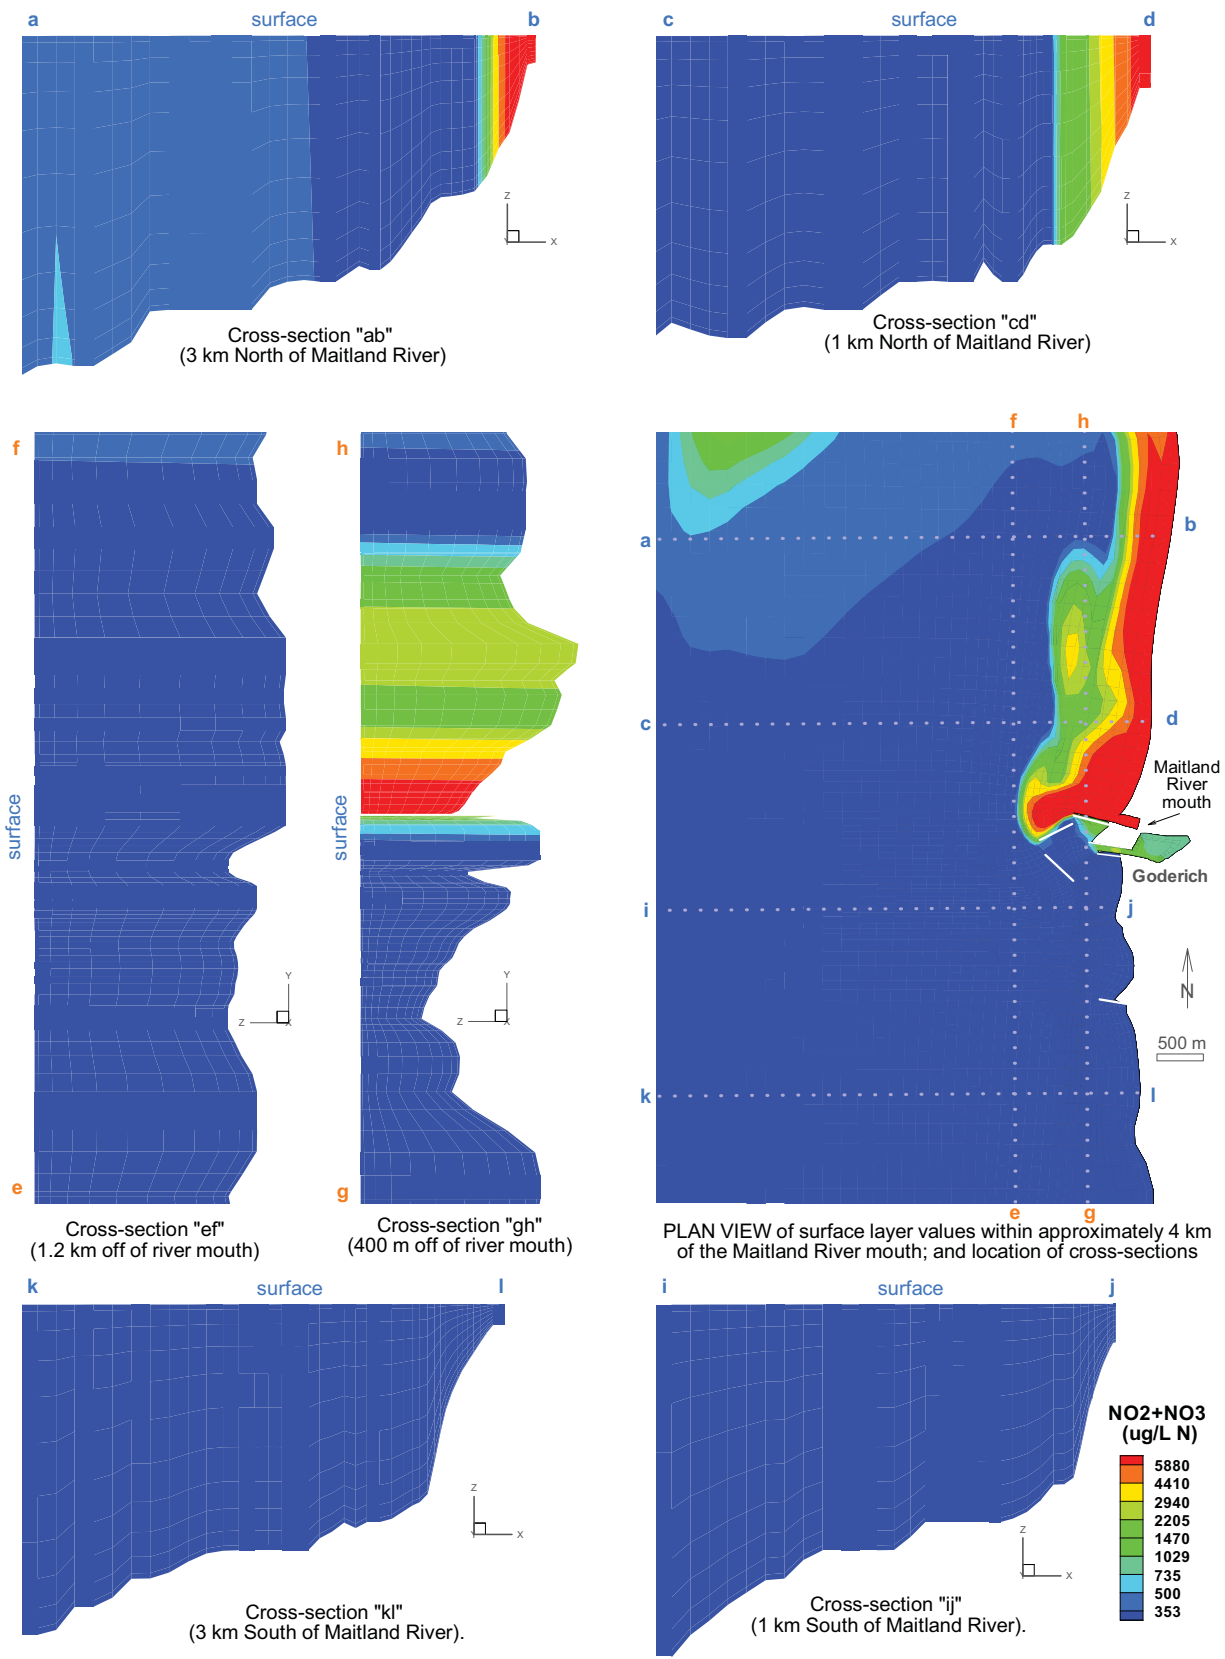 a surface b
c surface d
Z
X
Z
X
Cross-section "ab"
(3 km North of Maitland River)
Cross-section "cd"
(1 km North of Maitland River)
f
h
f h
a
b
c
d
Maitland
River
mouth
Goderich
i
j
N
500 m
k
l
surface
surface
Y
Z X
Y
Z X
e
g
e g
Cross-section "ef"
(1.2 km off of river mouth)
Cross-section "gh"
(400 m off of river mouth)
PLAN VIEW of surface layer values within approximately 4 km
of the Maitland River mouth; and location of cross-sections
k surface l
i surface j
Z
Y X
Z
Y X
Cross-section "kl"
(3 km South of Maitland River).
Cross-section "ij"
(1 km South of Maitland River).
NO2+NO3
(ug/L N)
5880
4410
2940
2205
1470
1029
735
500
353